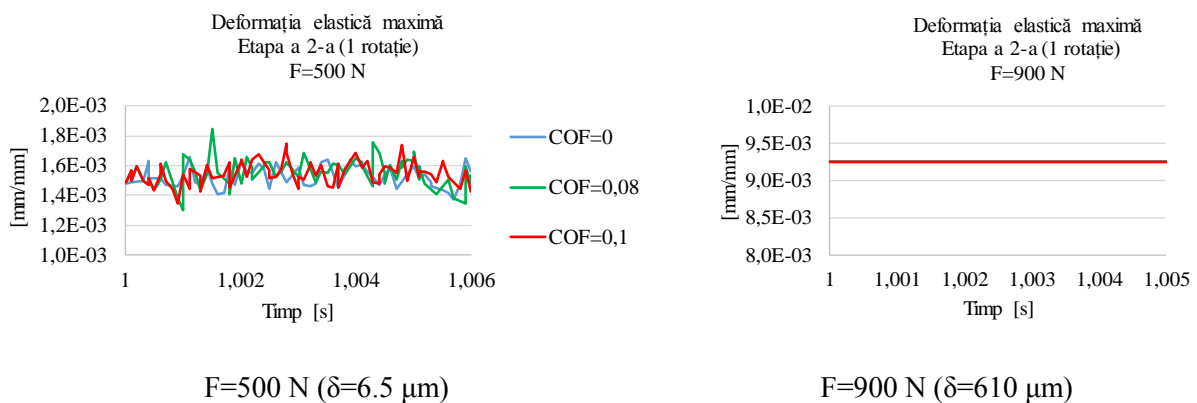 Deformația elastică maximă
Etapa a 2-a (1 rotație)
F=500 N
2,0E-03
1,8E-03
1,6E-03
1,4E-03
1,2E-03
1,0E-03
[mm/mm]
1 1,002 1,004 1,006
Timp [s]
COF=0
COF=0,08
COF=0,1
F=500 N (δ=6.5 μm)
Deformația elastică maximă
Etapa a 2-a (1 rotație)
F=900 N
1,0E-02
9,5E-03
9,0E-03
8,5E-03
8,0E-03
[mm/mm]
1 1,001 1,002 1,003 1,004 1,005
Timp [s]
F=900 N (δ=610 μm)